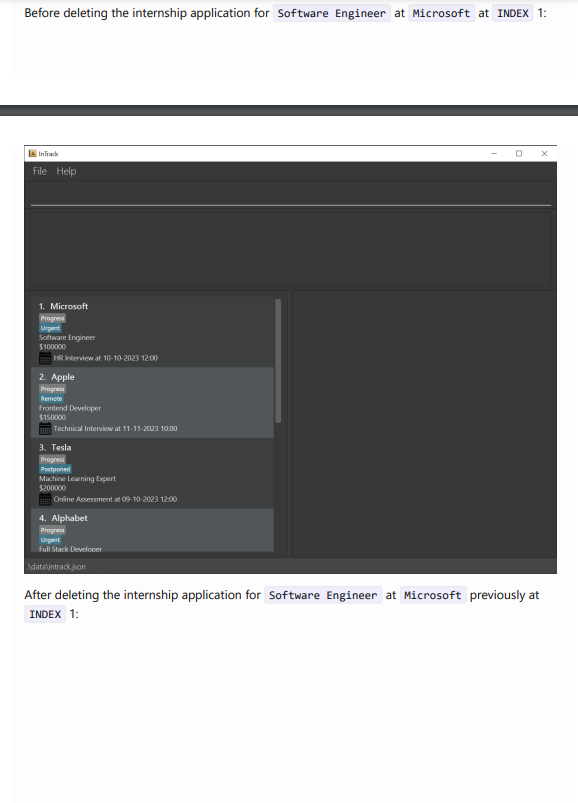 Before deleting the internship application for Software Engineer at Microsoft at INDEX 1:
InTrack
File Help
1. Microsoft
Progress
Urgent
Software Engineer
$100000
HR Interview at 10-10-2023 12:00
2. Apple
Progress
Remote
Frontend Developer
$150000
Technical Interview at 11-11-2023 10:00
3. Tesla
Progress
Postponed
Machine Learning Expert
$200000
Online Assessment at 09-10-2023 12:00
4. Alphabet
Progress
Urgent
Full Stack Developer
\data\intrack.json
After deleting the internship application for Software Engineer at Microsoft previously at
INDEX 1: